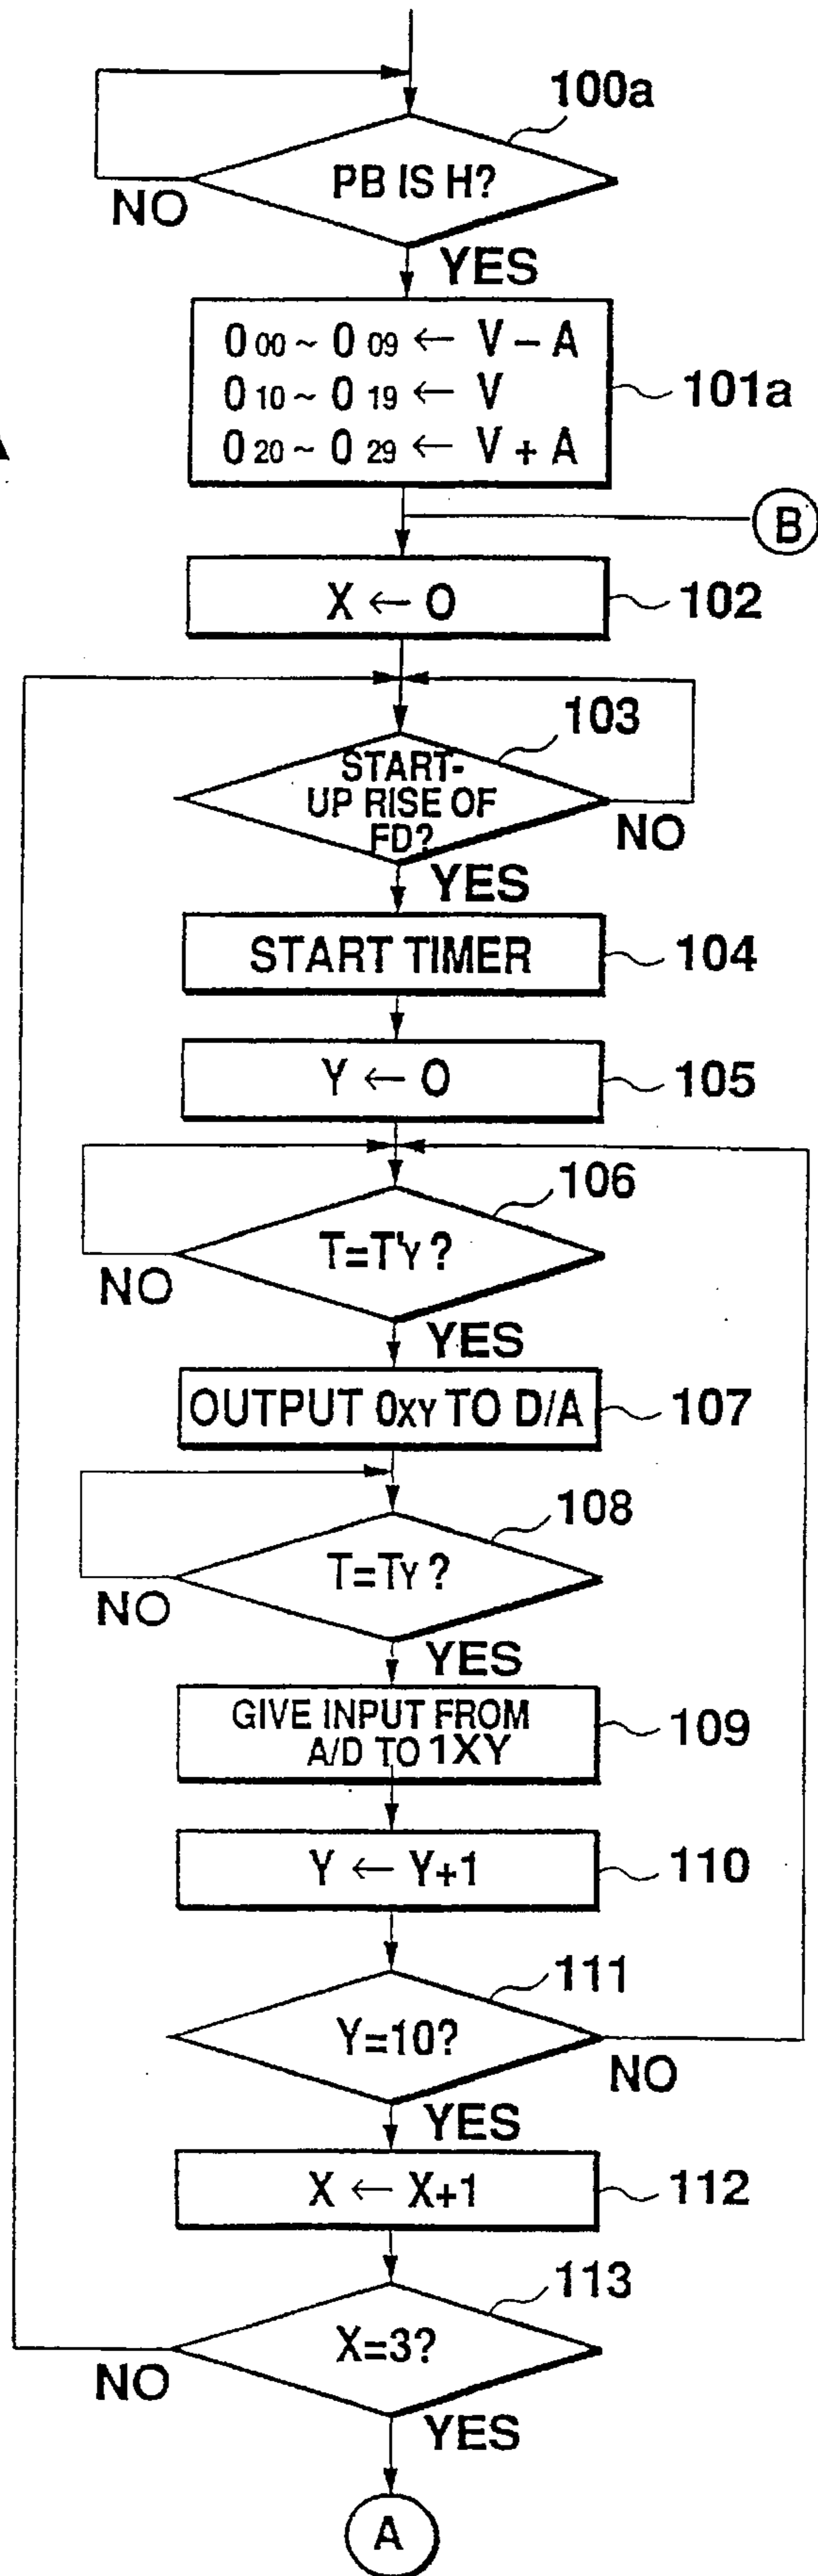 100a
PB IS H?
NO
YES
0 00 ~ 0 09 ← V – A
0 10 ~ 0 19 ← V
0 20 ~ 0 29 ← V + A
101a
B
X ← 0
102
103
START-
UP RISE OF
FD?
NO
YES
START TIMER
104
Y ← 0
105
106
T=T'Y ?
NO
YES
OUTPUT 0XY TO D/A
107
108
T=TY ?
NO
YES
GIVE INPUT FROM
A/D TO 1XY
109
Y ← Y+1
110
111
Y=10?
NO
YES
X ← X+1
112
113
X=3?
NO
YES
A